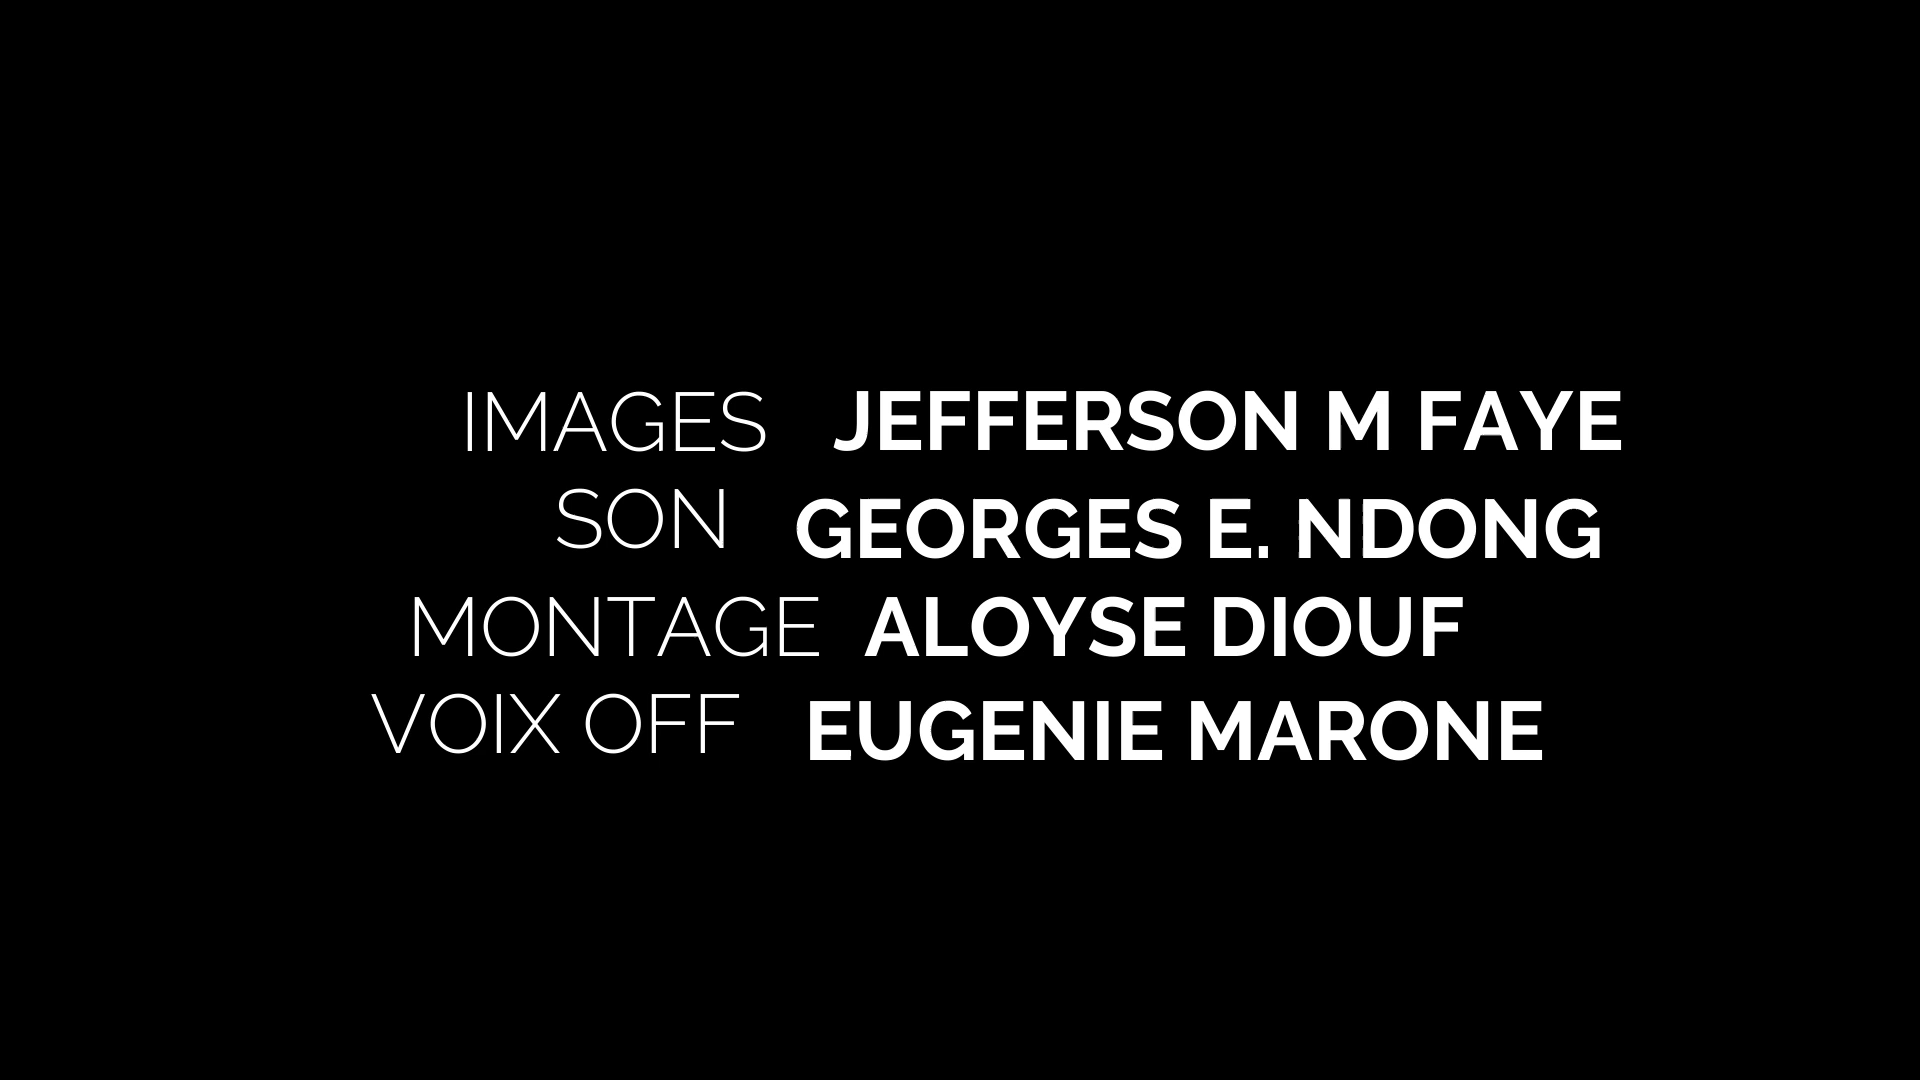 IMAGES JEFFERSON M FAYE
SON GEORGES E. NDONG
MONTAGE ALOYSE DIOUF
VOIX OFF EUGENIE MARONE